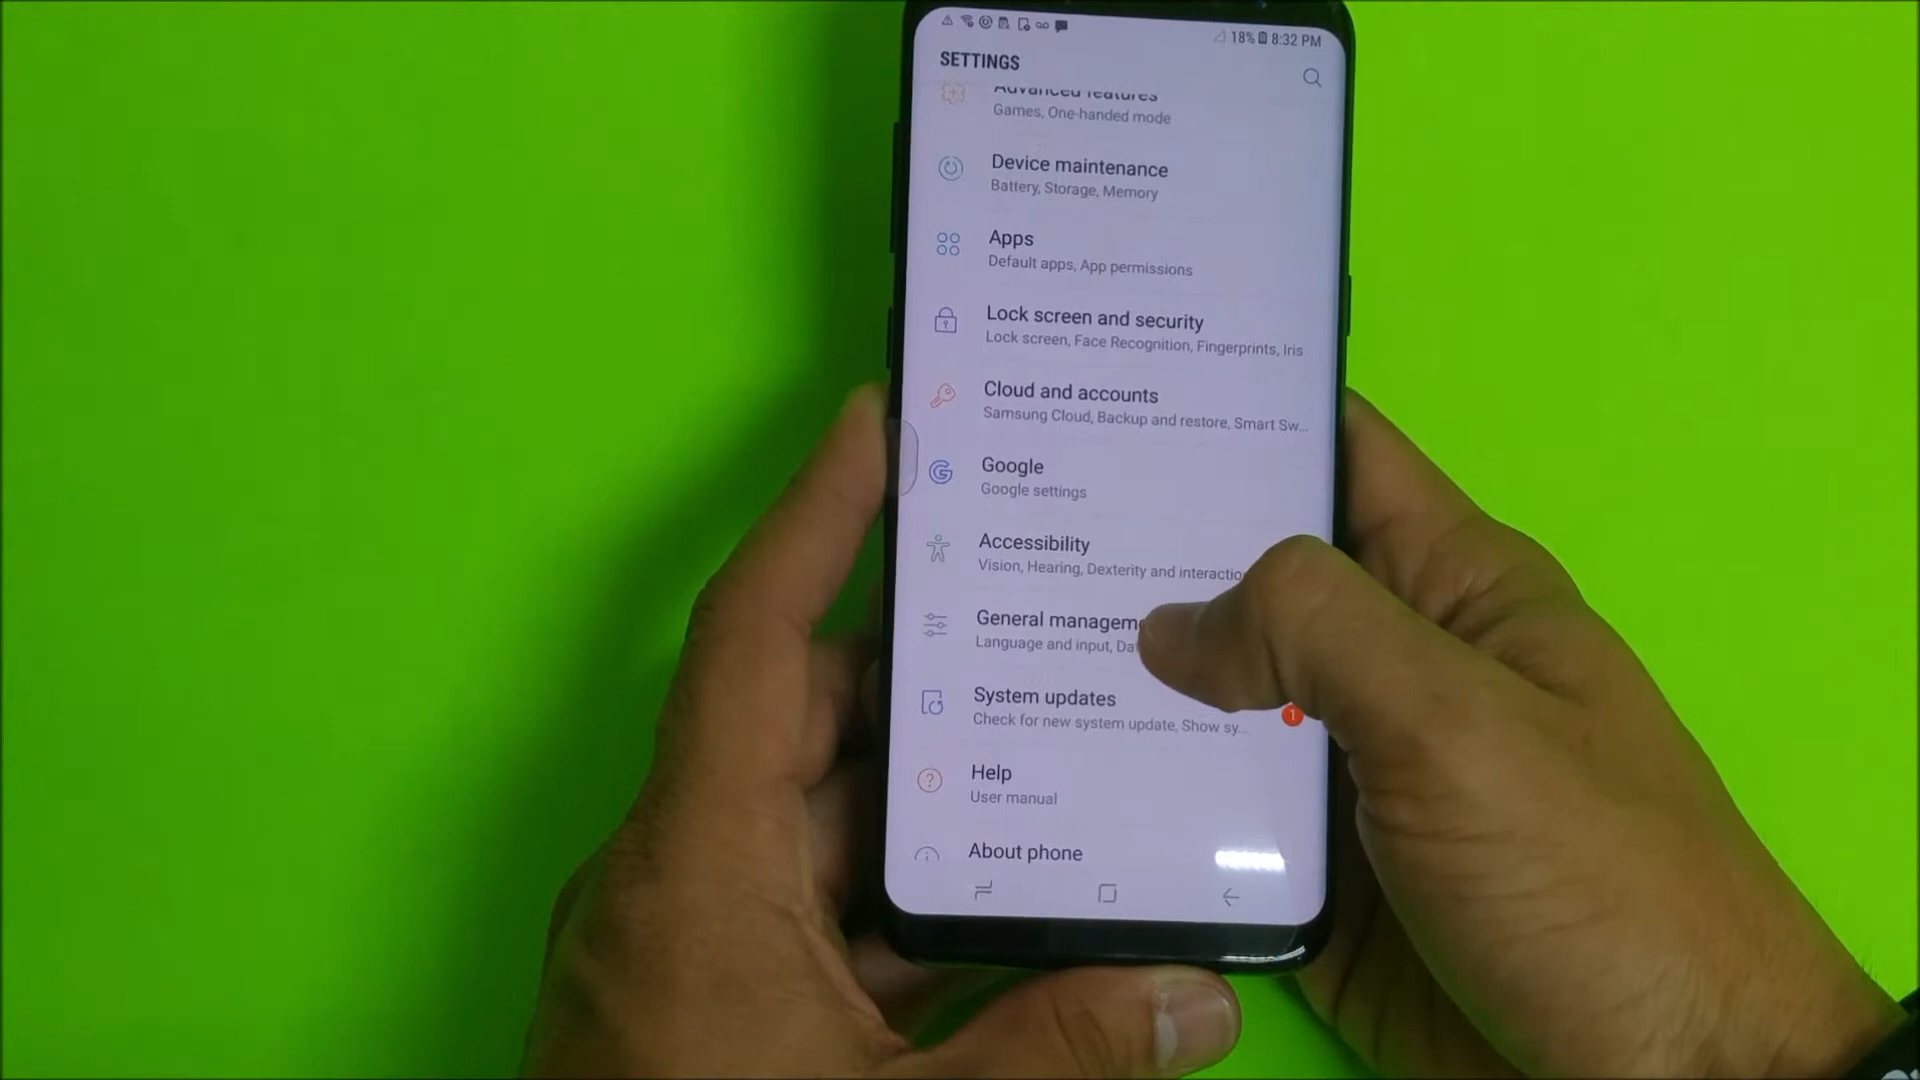 18% 8:32 PM
SETTINGS
Advanced features
Games, One-handed mode
Device maintenance
Battery, Storage, Memory
Apps
Default apps, App permissions
Lock screen and security
Lock screen, Face Recognition, Fingerprints, Iris
Cloud and accounts
Samsung Cloud, Backup and restore, Smart Sw...
Google
Google settings
Accessibility
Vision, Hearing, Dexterity and interactio
General manageme
Language and input, Da
System updates
Check for new system update, Show sy...
1
Help
User manual
About phone